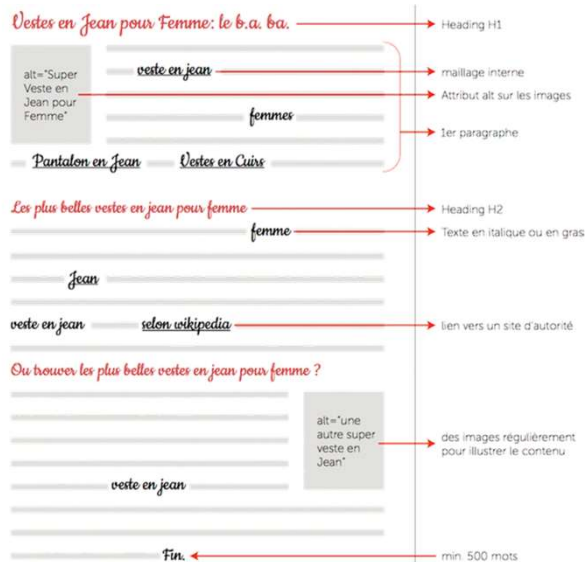 Vestes en Jean pour Femme: le b.a. ba.
Heading H1
alt="Super
Veste en
Jean pour
Femme"
veste en jean
maillage interne
Attribut alt sur les images
femmes
1er paragraphe
Pantalon en Jean
Vestes en Cuirs
Les plus belles vestes en jean pour femme
Heading H2
femme
Texte en italique ou en gras
Jean
veste en jean
selon wikipedia
lien vers un site d'autorité
Ou trouver les plus belles vestes en jean pour femme ?
alt="une
autre super
veste en
Jean"
des images régulièrement
pour illustrer le contenu
veste en jean
Fin.
min. 500 mots